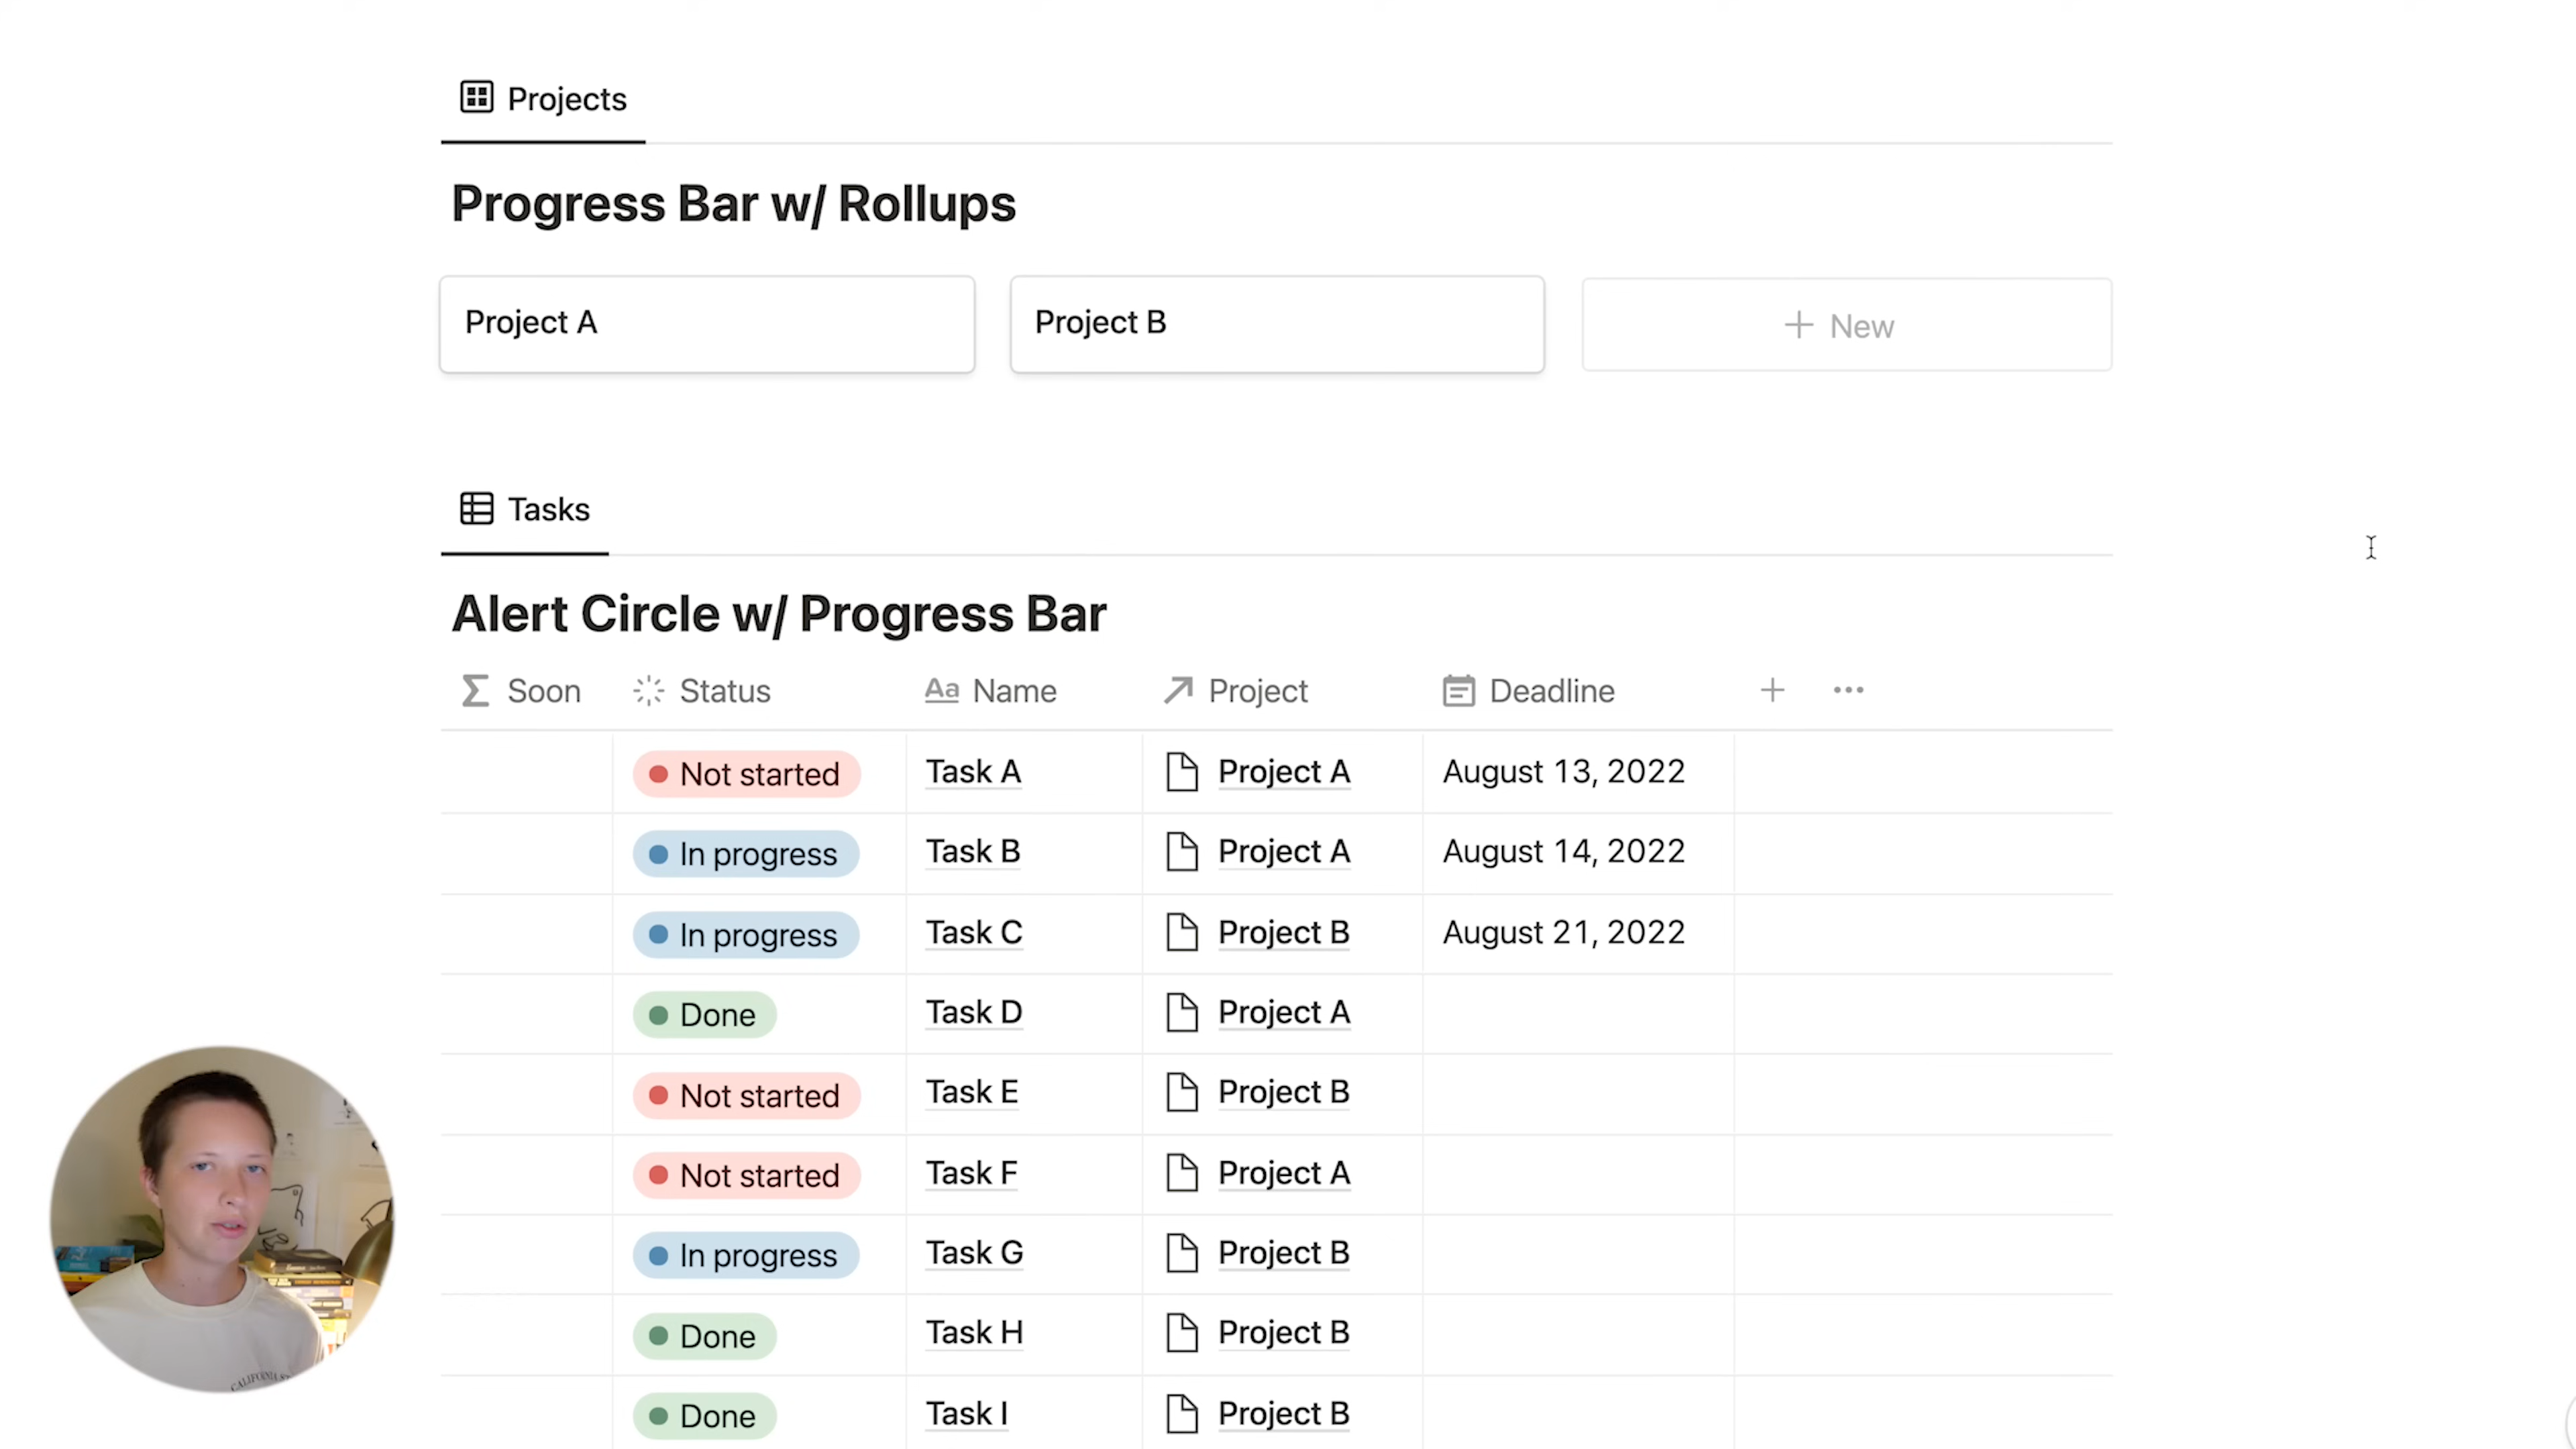 Projects
Progress Bar w/ Rollups
Project A
Project B
+ New
Tasks
Alert Circle w/ Progress Bar
Σ Soon Status Aa Name Project Deadline + ...
Not started Task A Project A August 13, 2022
In progress Task B Project A August 14, 2022
In progress Task C Project B August 21, 2022
Done Task D Project A
Not started Task E Project B
Not started Task F Project A
In progress Task G Project B
Done Task H Project B
Done Task I Project B
CALIFORNIA